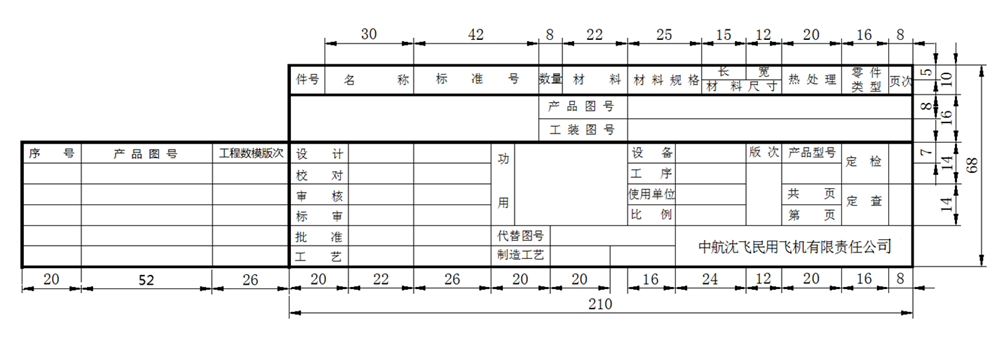 30 42 8 22 25 15 12 20 16 8
件号 名 称 标 准 号 数量 材 料 材料规格 长 宽 热处理 零件 页次
材料尺寸 类型
5 10
产品图号
8 16
工装图号
68
序 号 产品图号 工程数模版次 设 计 功 设 备 版次 产品型号 定检
7 14
校 对 工 序
审 核 用 使用单位 共 页 定查
14
标 审 比 例 第 页
批 准 代替图号
中航沈飞民用飞机有限责任公司
工 艺 制造工艺
20 52 26 20 22 26 20 20 16 24 12 20 16 8
210